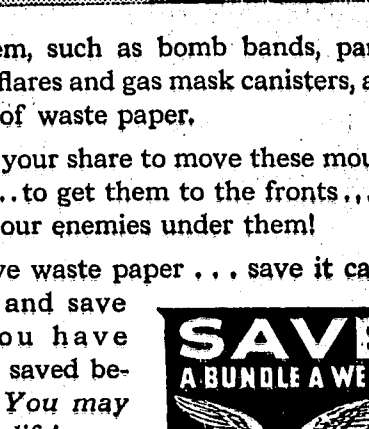 em, such as bomb bands, par
flares and gas mask canisters, a
of waste paper.
your share to move these mou
...to get them to the fronts...
our enemies under them!
ve waste paper ... save it ca
and save
ou have
saved be-
You may
SAVE
A BUNDLE A WE